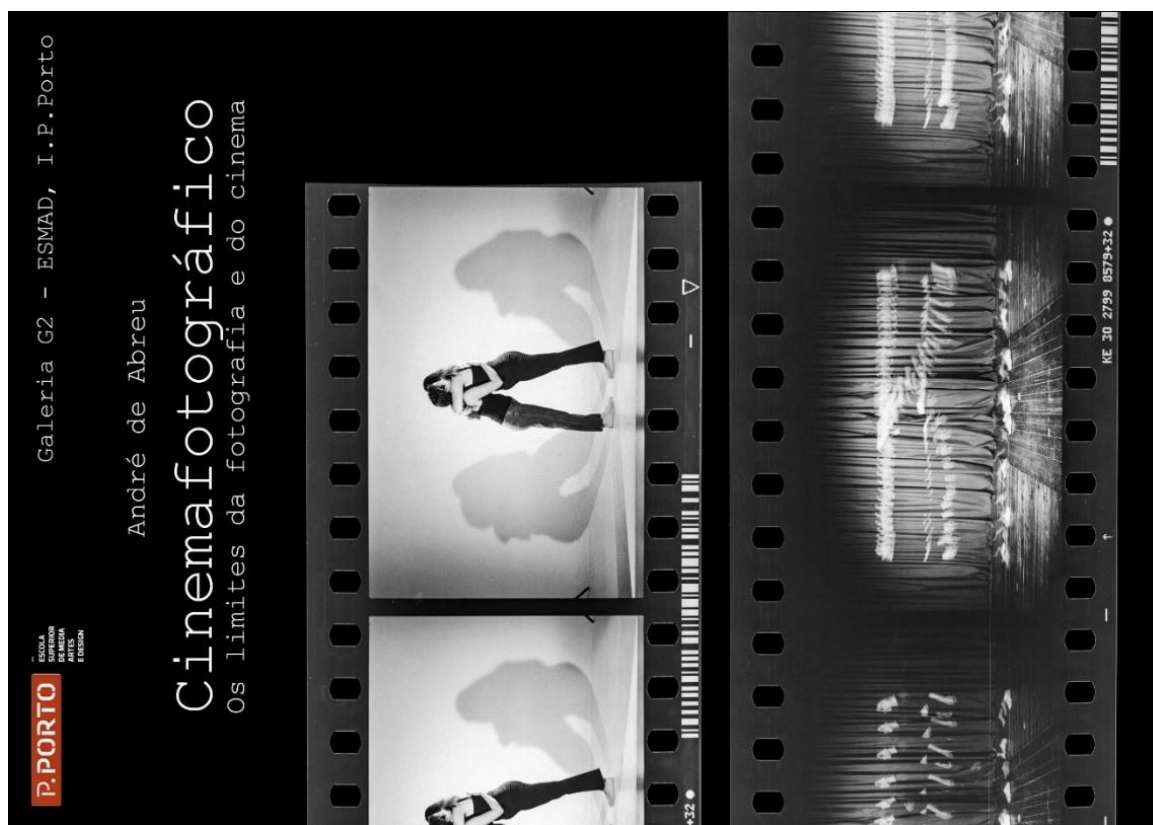 Galeria G2 - ESMAD, I.P.Porto
André de Abreu
Cinemafotográfico
Os limites da fotografia e do cinema
P.PORTO
ESCOLA
SUPERIOR
DE MEDIA
ARTES
E DESIGN
KE 30 2799 8579+32
+32